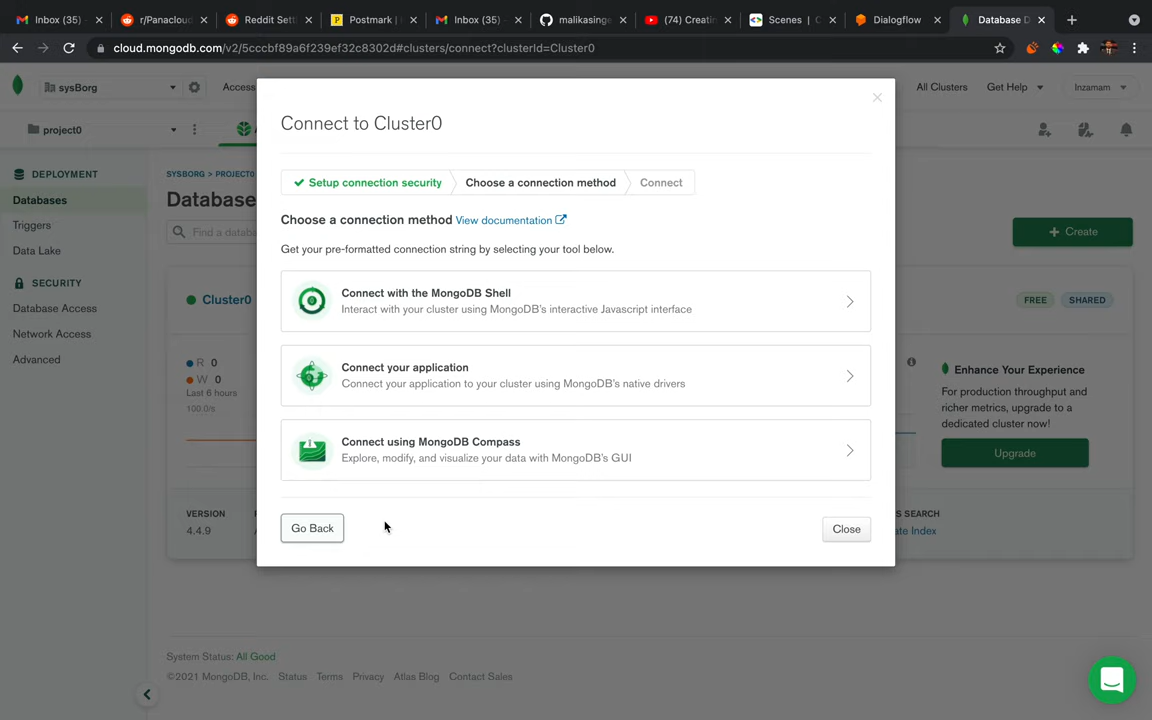 Inbox (35)
r/Panaclou
Reddit Sett
Postmark |
Inbox (35)
malikasinge
(74) Creatin
Scenes | C
Dialogflow
Database D
cloud.mongodb.com/v2/5cccbf89a6f239ef32c8302d#clusters/connect?clusterId=Cluster0
sysBorg
Access
All Clusters
Get Help
Inzamam
project0
DEPLOYMENT
Databases
Triggers
Data Lake
SECURITY
Database Access
Network Access
Advanced
SYSBORG > PROJECT0
Database
Find a databa
+ Create
Cluster0
FREE
SHARED
R 0
W 0
Last 6 hours
100.0/s
Enhance Your Experience
For production throughput and
richer metrics, upgrade to a
dedicated cluster now!
Upgrade
VERSION
4.4.9
S SEARCH
ate Index
Connect to Cluster0
Setup connection security
Choose a connection method
Connect
Choose a connection method View documentation
Get your pre-formatted connection string by selecting your tool below.
Connect with the MongoDB Shell
Interact with your cluster using MongoDB's interactive Javascript interface
Connect your application
Connect your application to your cluster using MongoDB's native drivers
Connect using MongoDB Compass
Explore, modify, and visualize your data with MongoDB's GUI
Go Back
Close
System Status: All Good
©2021 MongoDB, Inc. Status Terms Privacy Atlas Blog Contact Sales